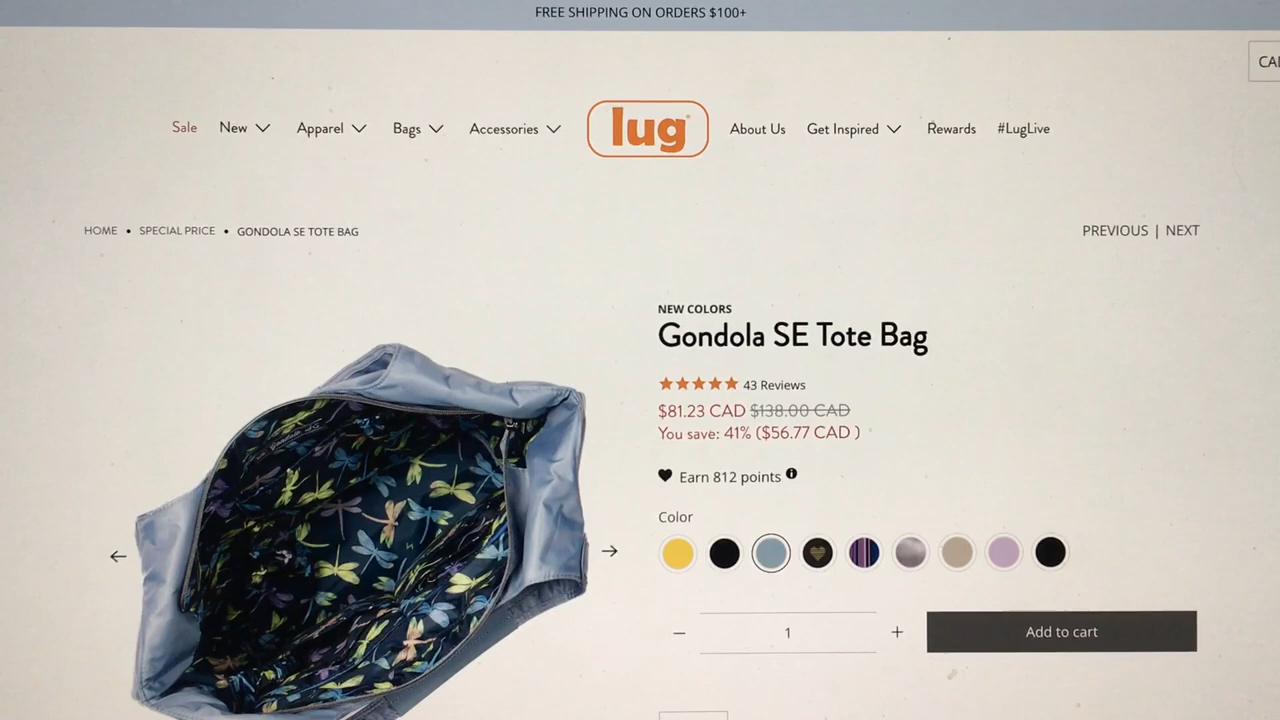 FREE SHIPPING ON ORDERS $100+
Sale New Apparel Bags Accessories lug About Us Get Inspired Rewards #LugLive
HOME • SPECIAL PRICE • GONDOLA SE TOTE BAG
PREVIOUS | NEXT
NEW COLORS
Gondola SE Tote Bag
43 Reviews
$81.23 CAD $138.00 CAD
You save: 41% ($56.77 CAD )
Earn 812 points
Color
− 1 +
Add to cart